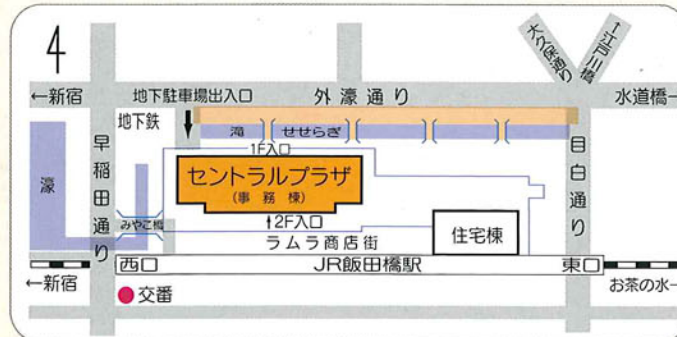 4
↑江戸川橋
大久保通り
←新宿
地下駐車場出入口
外濠通り
水道橋→
地下鉄
滝
せせらぎ
1F入口
早稲田通り
目白通り
濠
セントラルプラザ
(事務棟)
みやこ橋
↑2F入口
ラムラ商店街
住宅棟
西口
JR飯田橋駅
東口
←新宿
お茶の水→
交番